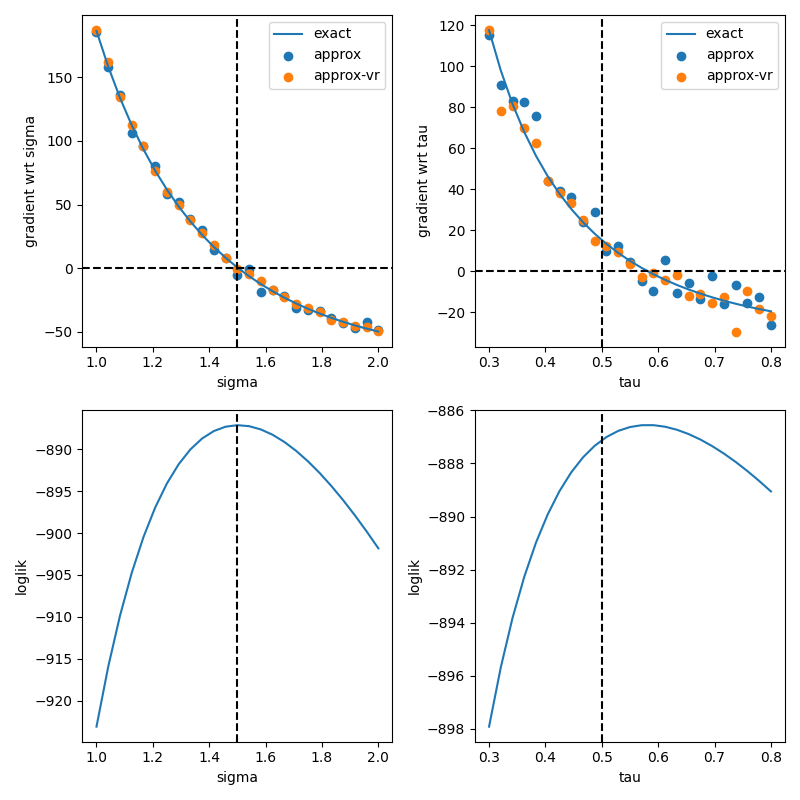 exact
approx
approx-vr
gradient wrt sigma
150
100
50
0
−50
1.0 1.2 1.4 1.6 1.8 2.0
sigma
exact
approx
approx-vr
gradient wrt tau
120
100
80
60
40
20
0
−20
0.3 0.4 0.5 0.6 0.7 0.8
tau
loglik
−890
−895
−900
−905
−910
−915
−920
1.0 1.2 1.4 1.6 1.8 2.0
sigma
loglik
−886
−888
−890
−892
−894
−896
−898
0.3 0.4 0.5 0.6 0.7 0.8
tau